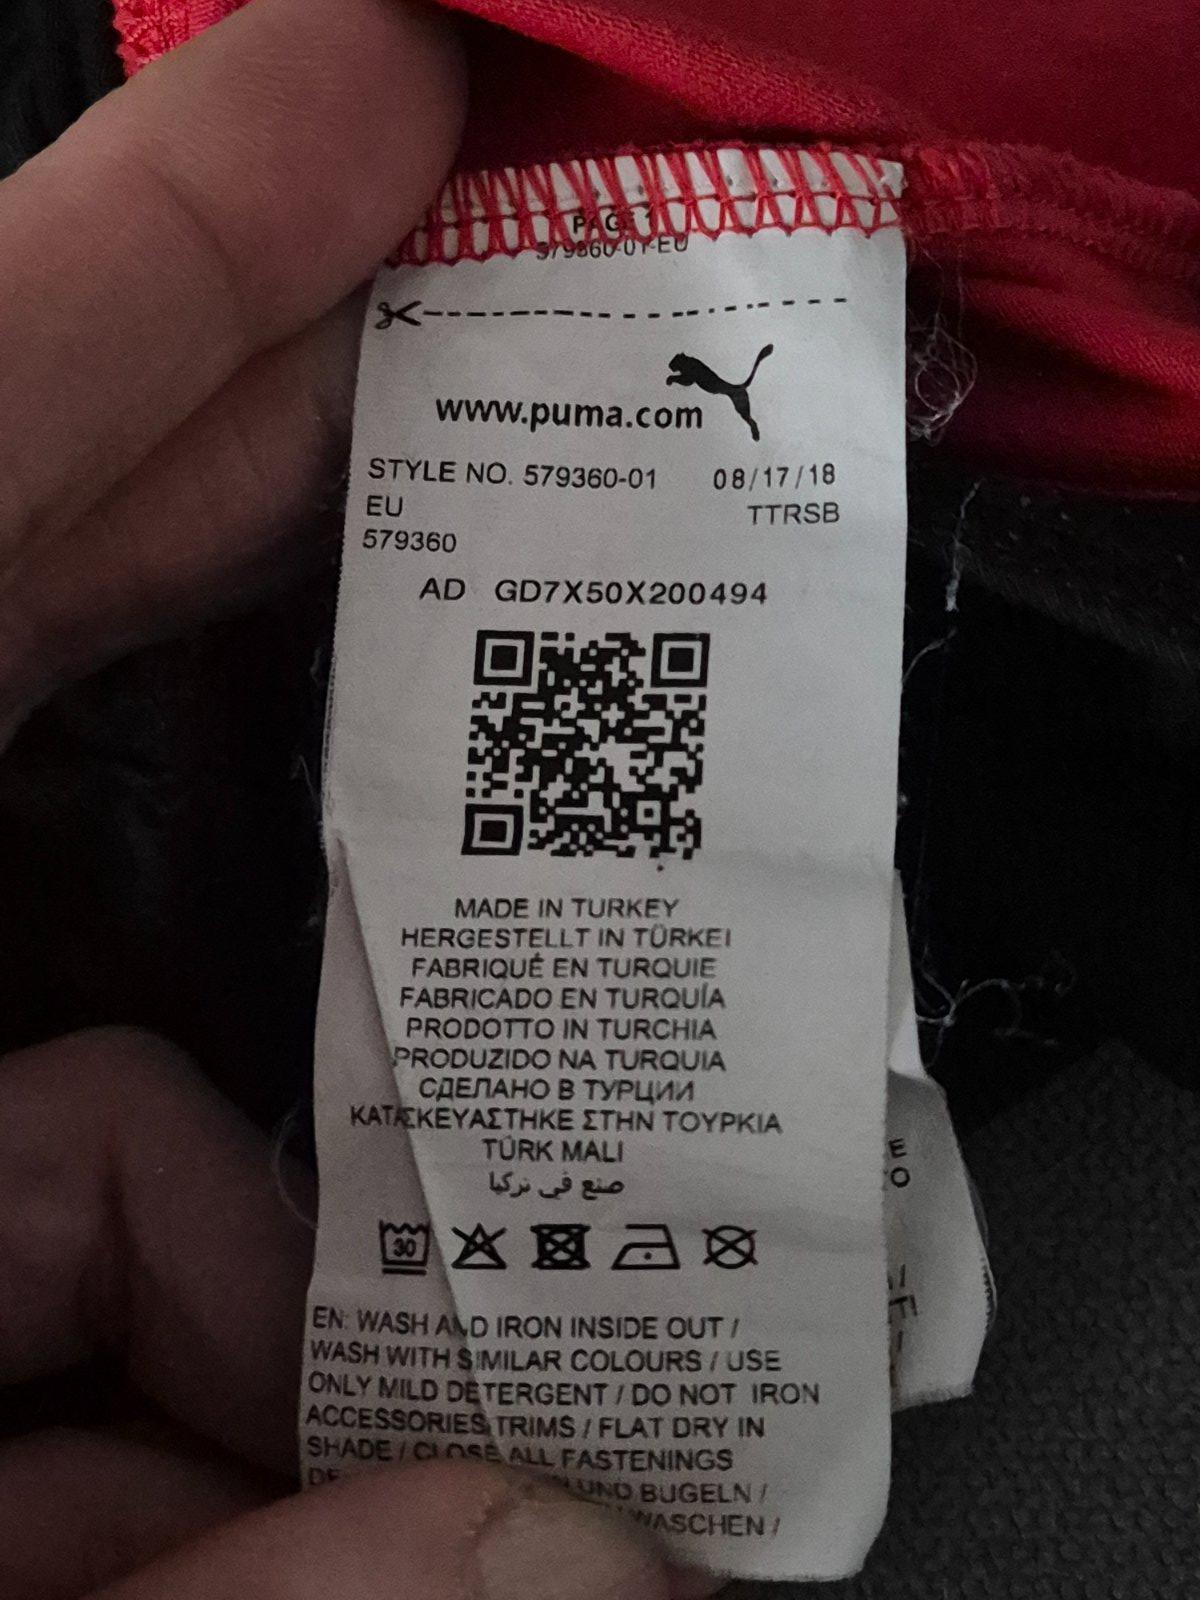 PAGE 1
579360-01-EU
www.puma.com
STYLE NO. 579360-01 08/17/18
EU TTRSB
579360
AD GD7X50X200494
MADE IN TURKEY
HERGESTELLT IN TÜRKEI
FABRIQUÉ EN TURQUIE
FABRICADO EN TURQUÍA
PRODOTTO IN TURCHIA
PRODUZIDO NA TURQUIA
СДЕЛАНО В ТУРЦИИ
ΚΑΤΑΣΚΕΥΑΣΤΗΚΕ ΣΤΗΝ ΤΟΥΡΚΙΑ
TÜRK MALI
صنع في تركيا
30
EN: WASH AND IRON INSIDE OUT /
WASH WITH SIMILAR COLOURS / USE
ONLY MILD DETERGENT / DO NOT IRON
ACCESSORIES TRIMS / FLAT DRY IN
SHADE / CLOSE ALL FASTENINGS
UND BUGELN /
WASCHEN /